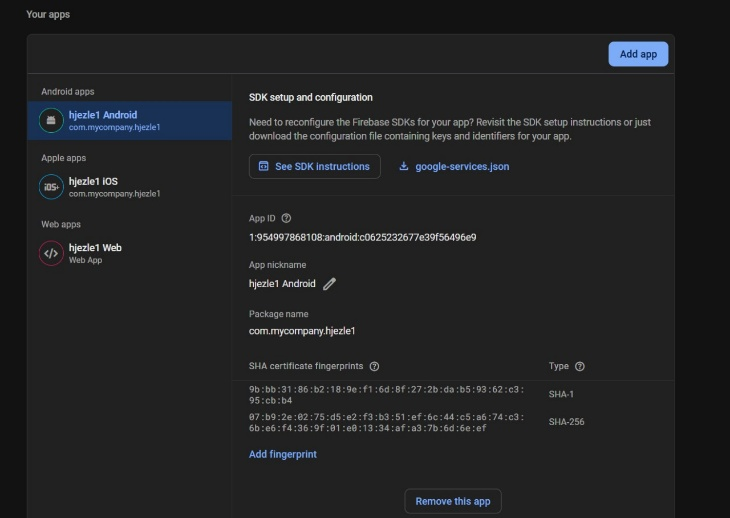 Your apps
Add app
Android apps
hjezle1 Android
com.mycompany.hjezle1
Apple apps
iOS+
hjezle1 iOS
com.mycompany.hjezle1
Web apps
</>
hjezle1 Web
Web App
SDK setup and configuration
Need to reconfigure the Firebase SDKs for your app? Revisit the SDK setup instructions or just
download the configuration file containing keys and identifiers for your app.
See SDK instructions
google-services.json
App ID
1:954997868108:android:c0625232677e39f56496e9
App nickname
hjezle1 Android
Package name
com.mycompany.hjezle1
SHA certificate fingerprints
Type
9b:bb:31:86:b2:18:9e:f1:6d:8f:27:2b:da:b5:93:62:c3:
95:cb:b4
SHA-1
07:b9:2e:02:75:d5:e2:f3:b3:51:ef:6c:44:c5:a6:74:c3:
6b:e6:f4:36:9f:01:e0:13:34:af:a3:7b:6d:6e:ef
SHA-256
Add fingerprint
Remove this app